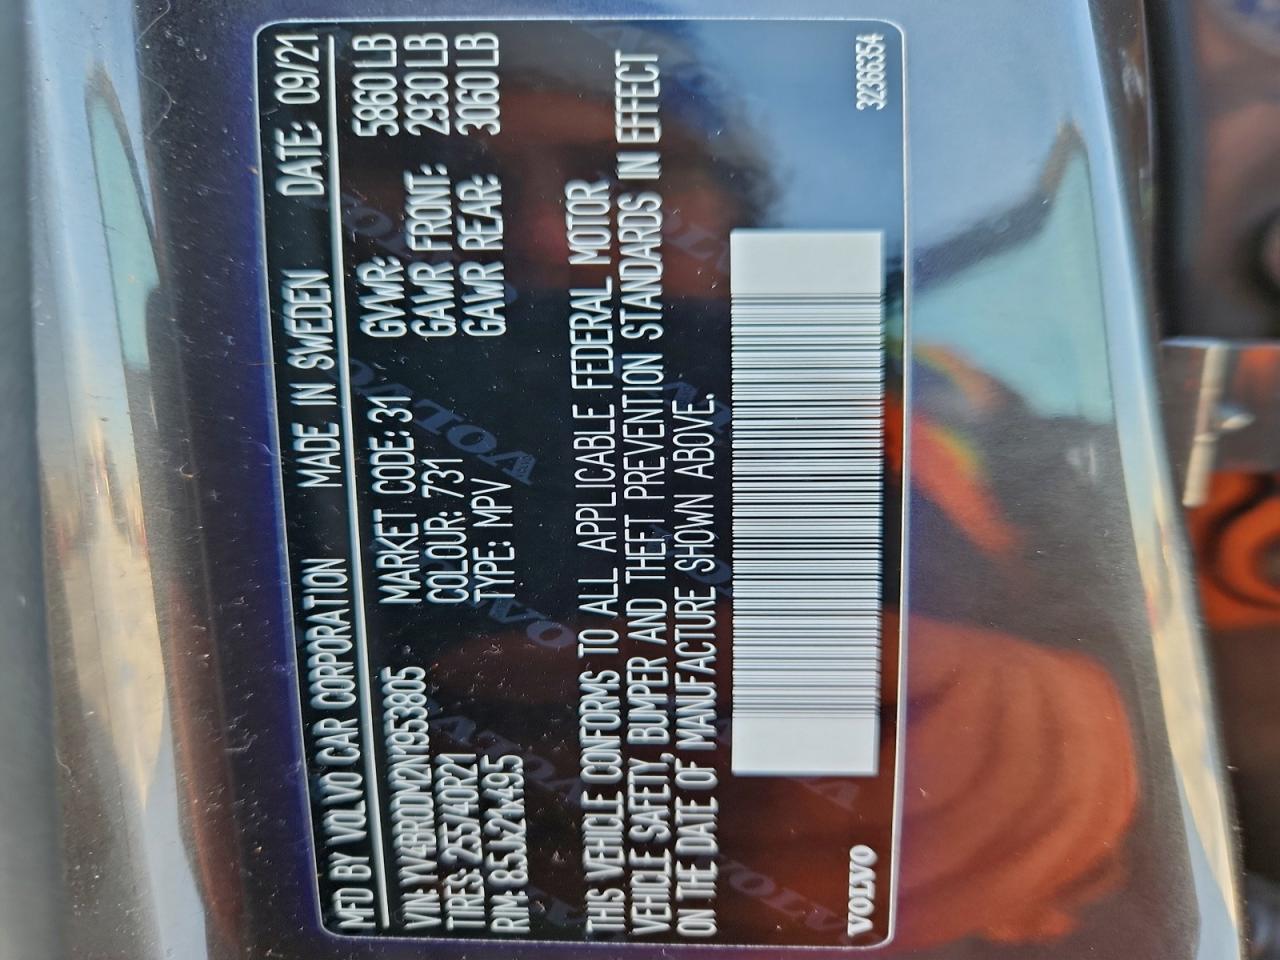 MFD BY VOLVO CAR CORPORATION MADE IN SWEDEN DATE: 09/21
VIN: YV4BR0DM2N1953805 MARKET CODE: 31 GVWR: 5860 LB
TIRES: 255/40R21 COLOUR: 731 GAWR FRONT: 2930 LB
RIM: 8.5Jx21x49.5 TYPE: MPV GAWR REAR: 3060 LB
THIS VEHICLE CONFORMS TO ALL APPLICABLE FEDERAL MOTOR
VEHICLE SAFETY, BUMPER AND THEFT PREVENTION STANDARDS IN EFFECT
ON THE DATE OF MANUFACTURE SHOWN ABOVE.
VOLVO 32366354